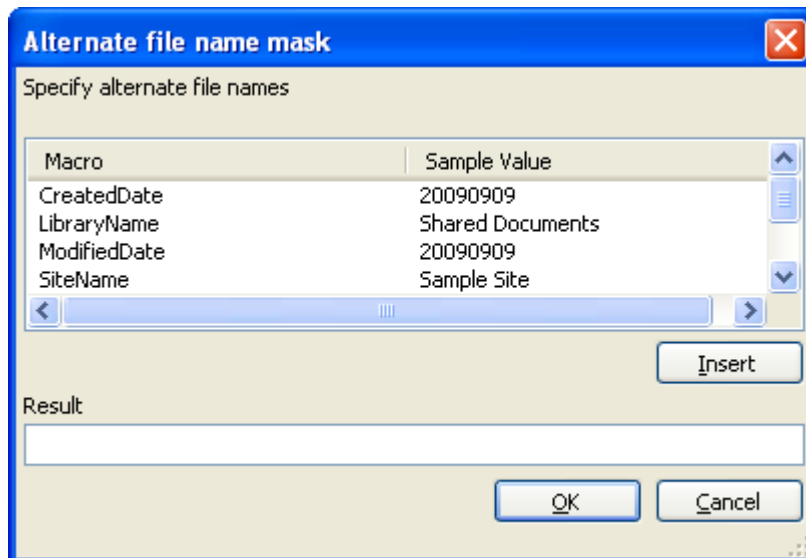 Alternate file name mask
Specify alternate file names
Macro Sample Value
CreatedDate 20090909
LibraryName Shared Documents
ModifiedDate 20090909
SiteName Sample Site
Insert
Result
OK Cancel